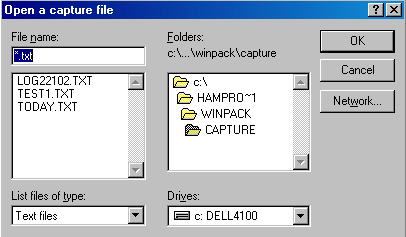 Open a capture file
File name:
*.txt
LOG22102.TXT
TEST1.TXT
TODAY.TXT
List files of type:
Text files
Folders:
c:\...\winpack\capture
c:\
HAMPRO~1
WINPACK
CAPTURE
Drives:
c: DELL4100
OK
Cancel
Network...